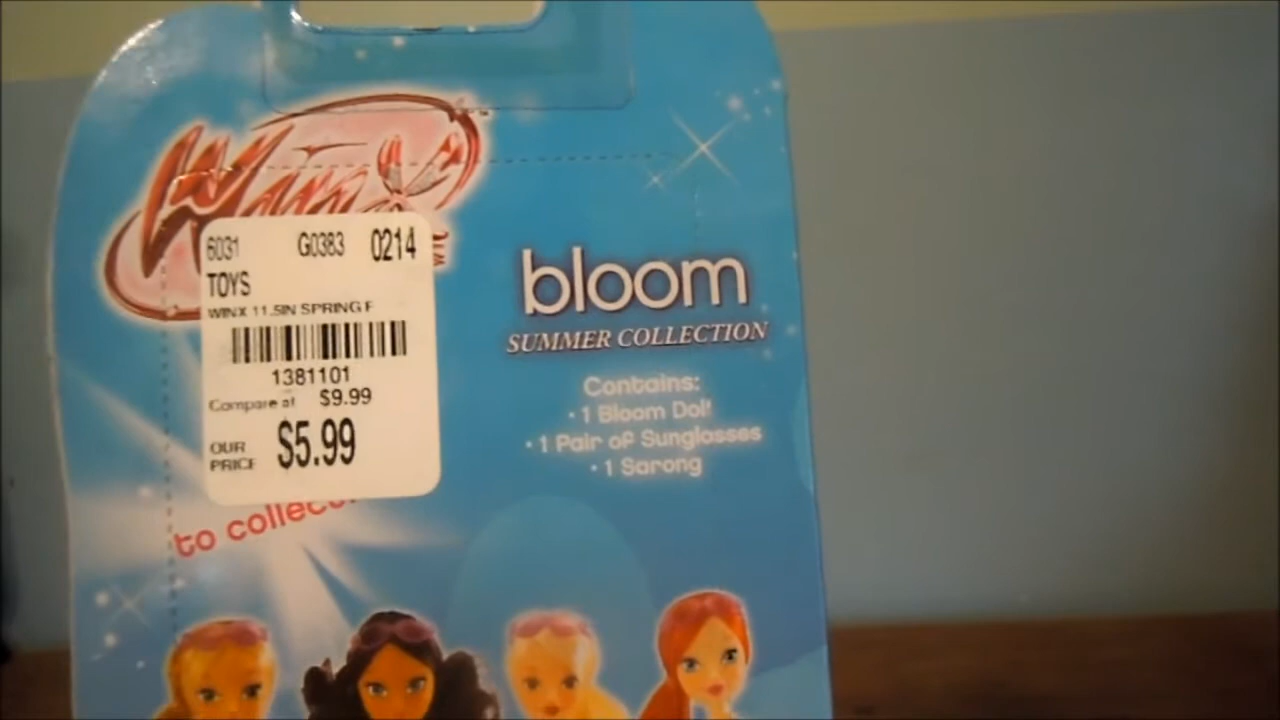 Winx
6031 G0383 0214
TOYS
WINX 11.5IN SPRING F
1381101
Compare at $9.99
OUR PRICE $5.99
to collect
bloom
SUMMER COLLECTION
Contains:
• 1 Bloom Doll
• 1 Pair of Sunglasses
• 1 Sarong